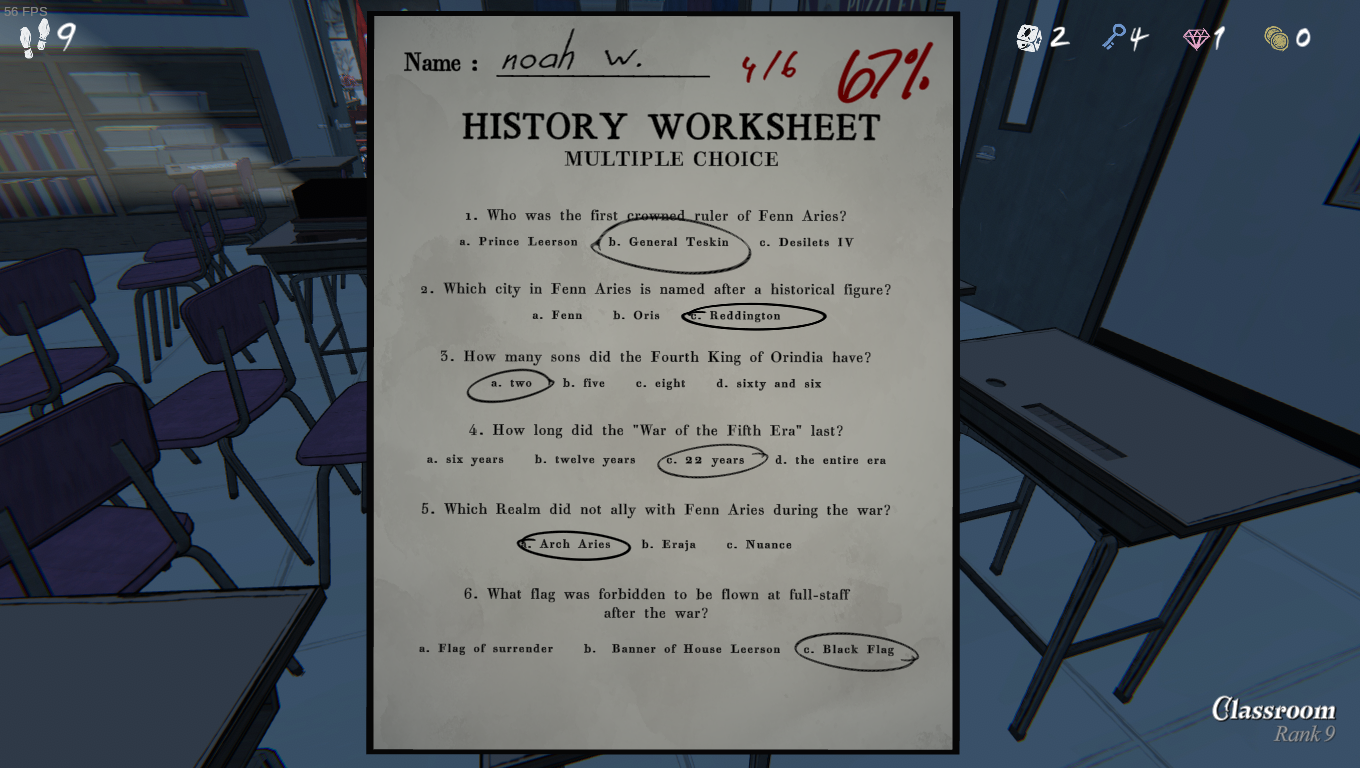 56 FPS
9
2 4 1 0
Name : noah w. 4/6 67%
HISTORY WORKSHEET
MULTIPLE CHOICE
1. Who was the first crowned ruler of Fenn Aries?
a. Prince Leerson b. General Teskin c. Desilets IV
2. Which city in Fenn Aries is named after a historical figure?
a. Fenn b. Oris c. Reddington
3. How many sons did the Fourth King of Orindia have?
a. two b. five c. eight d. sixty and six
4. How long did the "War of the Fifth Era" last?
a. six years b. twelve years c. 22 years d. the entire era
5. Which Realm did not ally with Fenn Aries during the war?
a. Arch Aries b. Eraja c. Nuance
6. What flag was forbidden to be flown at full-staff
after the war?
a. Flag of surrender b. Banner of House Leerson c. Black Flag
Classroom
Rank 9